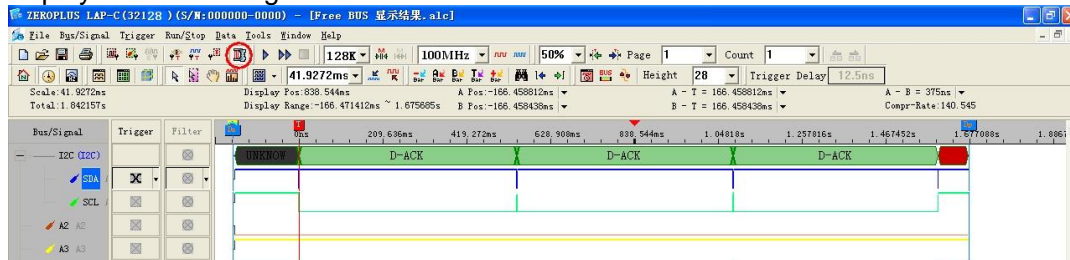 ZEROPLUS LAP-C(32128 )(S/N:000000-0000) - [Free BUS 显示结果.alc]
File Bus/Signal Trigger Run/Stop Data Tools Window Help
128K 100MHz 50% Page 1 Count 1
41.9272ms Bar Bar Bar Bar Bar Height 28 Trigger Delay 12.5ns
Scale:41.9272ms Display Pos:838.544ms A Pos:-166.458812ms A - T = 166.458812ms A - B = 375ns
Total:1.842157s Display Range:-166.471412ms ~ 1.675685s B Pos:-166.458438ms B - T = 166.458438ms Compr-Rate:140.545
Bus/Signal Trigger Filter 0ns 209.636ms 419.272ms 628.908ms 838.544ms 1.04818s 1.257816s 1.467452s 1.677088s
I2C (I2C) UNKNOW D-ACK D-ACK D-ACK
SDA
SCL
A2 A2
A3 A3